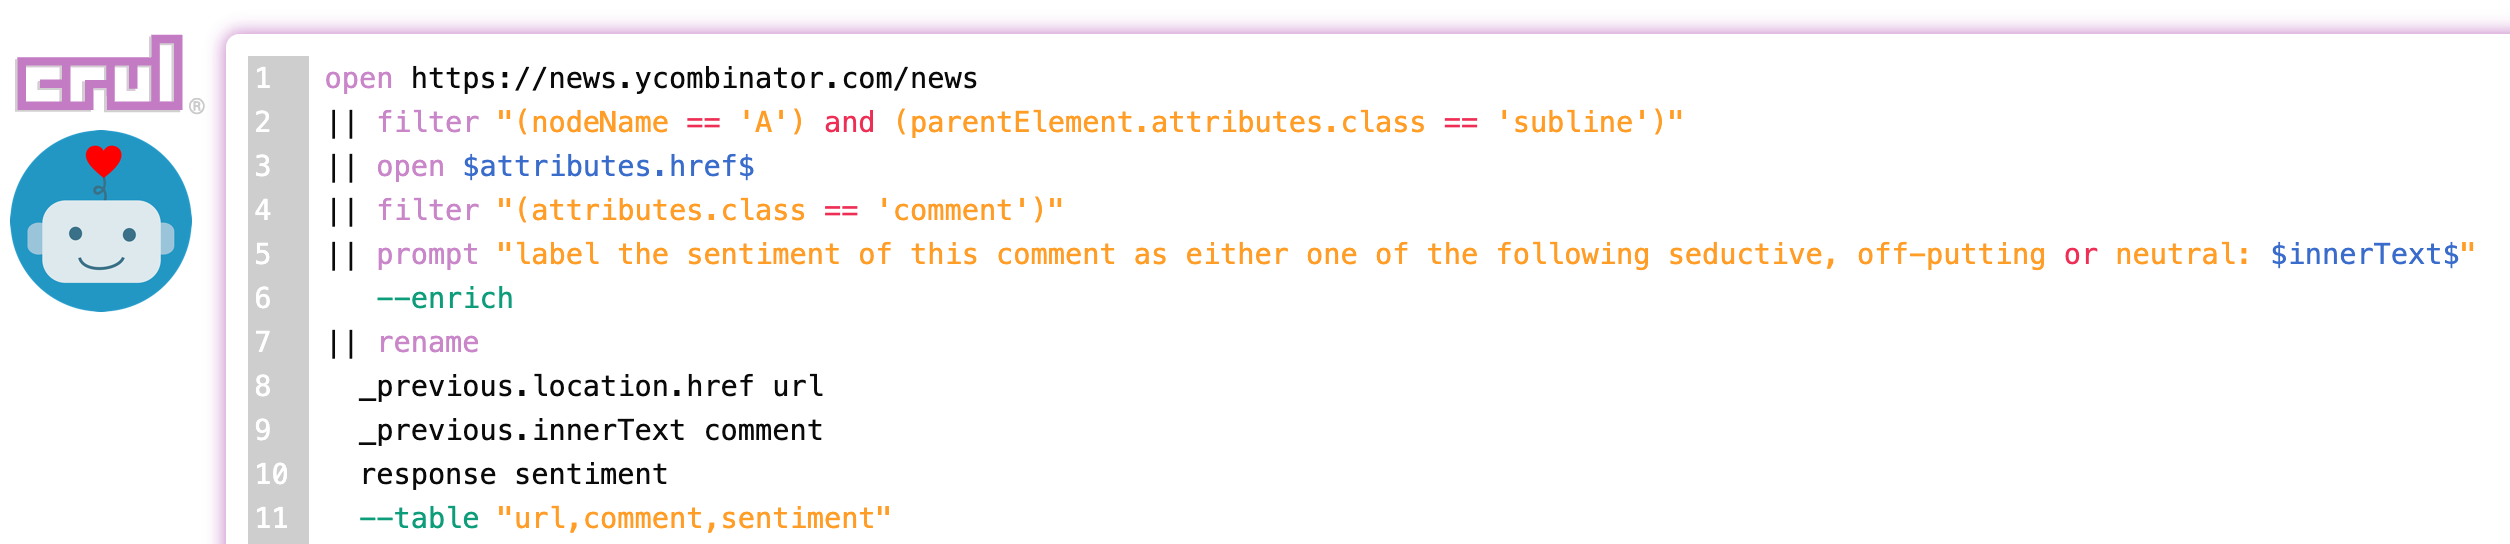 crul®
1 open https://news.ycombinator.com/news
2 || filter "(nodeName == 'A') and (parentElement.attributes.class == 'subline')"
3 || open $attributes.href$
4 || filter "(attributes.class == 'comment')"
5 || prompt "label the sentiment of this comment as either one of the following seductive, off-putting or neutral: $innerText$"
6 --enrich
7 || rename
8 _previous.location.href url
9 _previous.innerText comment
10 response sentiment
11 --table "url,comment,sentiment"